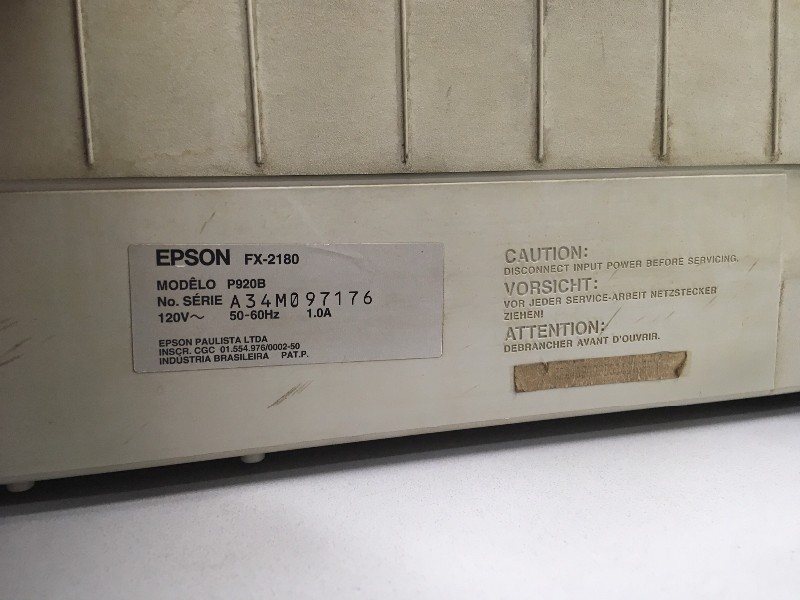 EPSON FX-2180
MODÊLO P920B
No. SÉRIE A34M097176
120V~ 50-60Hz 1.0A
EPSON PAULISTA LTDA
INSCR. CGC 01.554.976/0002-50
INDUSTRIA BRASILEIRA PAT.P.
CAUTION:
DISCONNECT INPUT POWER BEFORE SERVICING.
VORSICHT:
VOR JEDER SERVICE-ARBEIT NETZSTECKER
ZIEHEN!
ATTENTION:
DEBRANCHER AVANT D'OUVRIR.